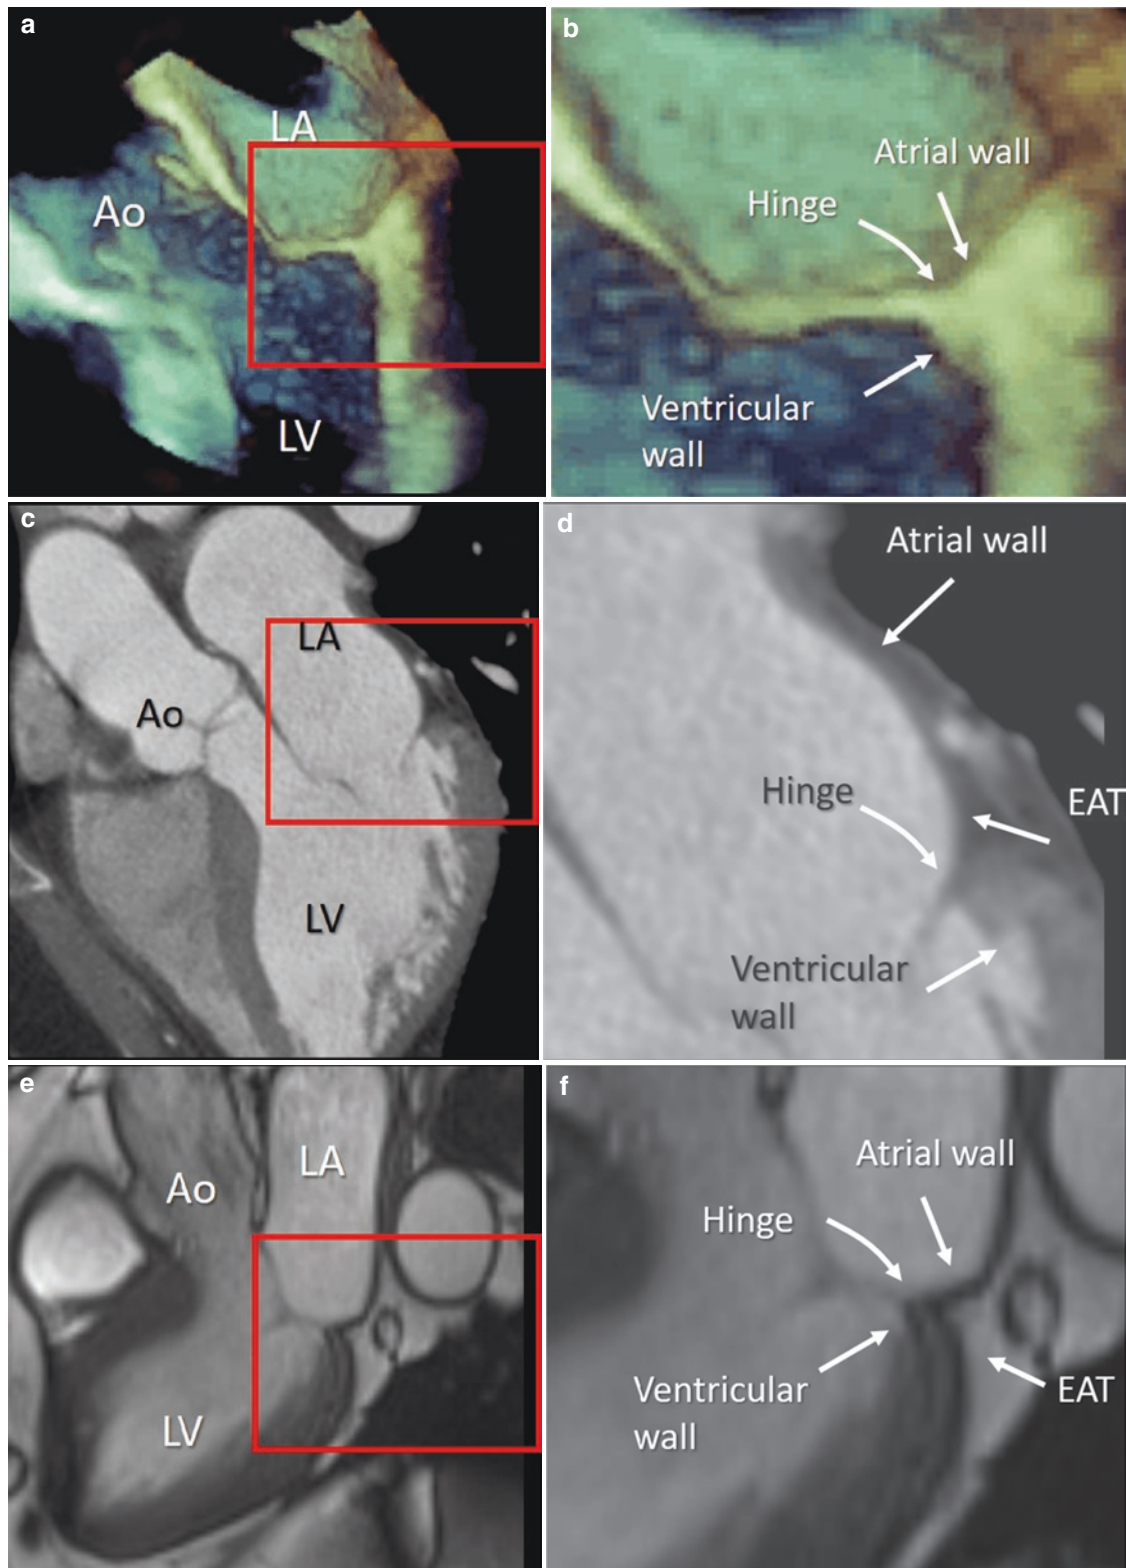 a
LA
Ao
LV
b
Atrial wall
Hinge
Ventricular
wall
c
LA
Ao
LV
d
Atrial wall
Hinge
EAT
Ventricular
wall
e
LA
Ao
LV
f
Atrial wall
Hinge
Ventricular
wall
EAT